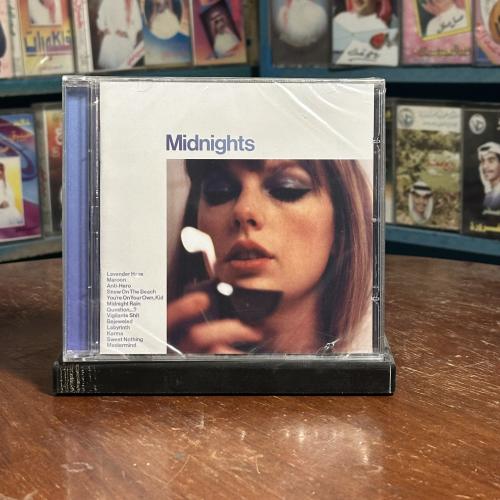 Midnights
Lavender Haze
Maroon
Anti-Hero
Snow On The Beach
You're On Your Own, Kid
Midnight Rain
Question...?
Vigilante Shit
Bejeweled
Labyrinth
Karma
Sweet Nothing
Mastermind